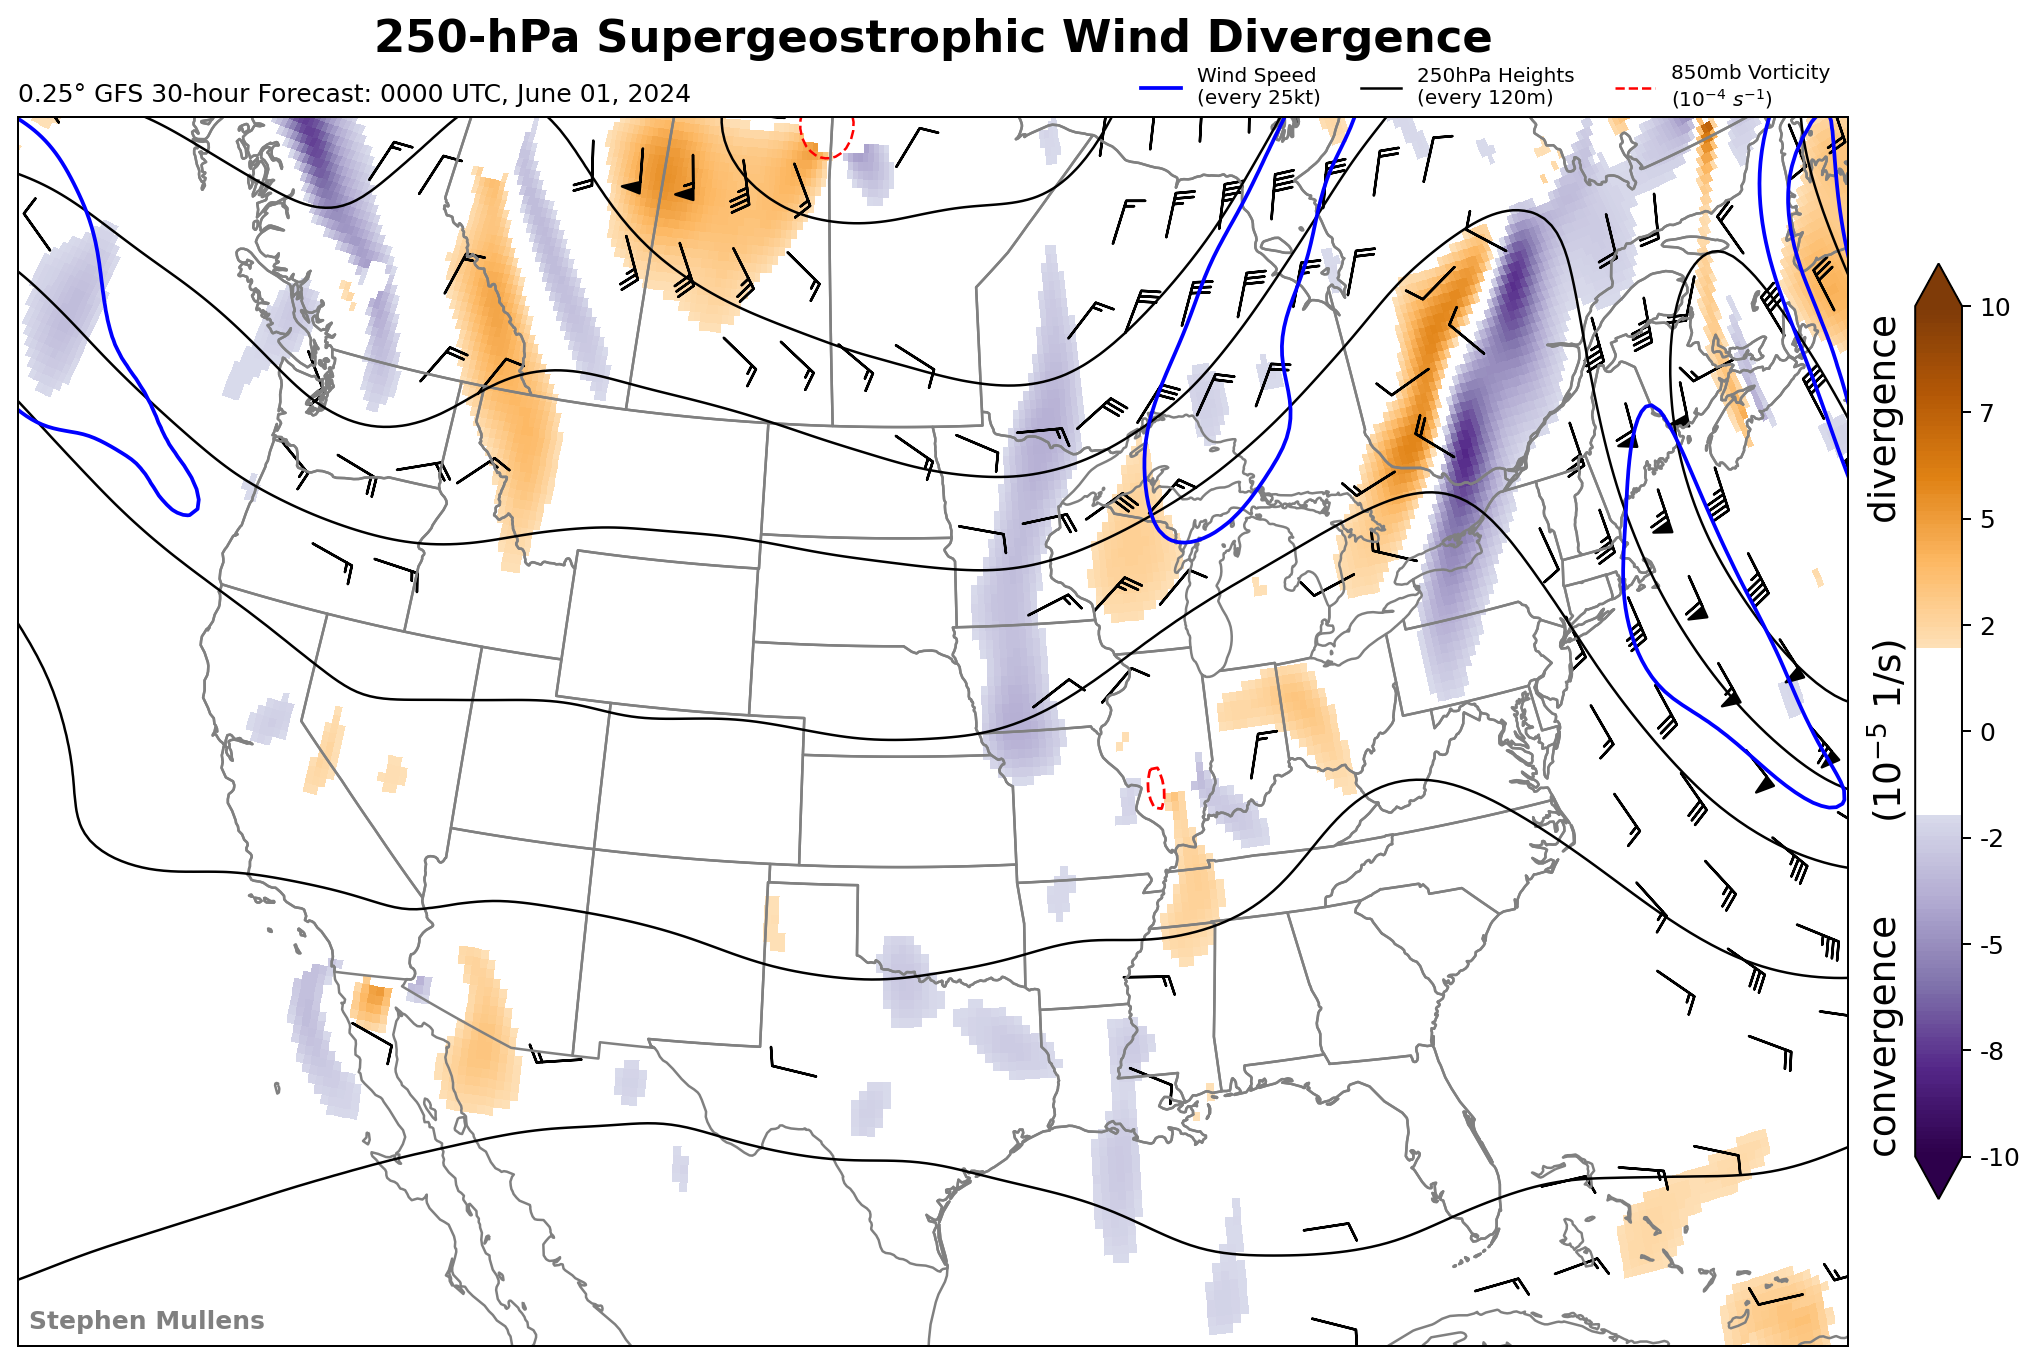 250-hPa Supergeostrophic Wind Divergence
0.25° GFS 30-hour Forecast: 0000 UTC, June 01, 2024
Wind Speed
(every 25kt)
250hPa Heights
(every 120m)
850mb Vorticity
(10⁻⁴ s⁻¹)
10
7
5
2
0
-2
-5
-8
-10
convergence (10⁻⁵ 1/s) divergence
Stephen Mullens